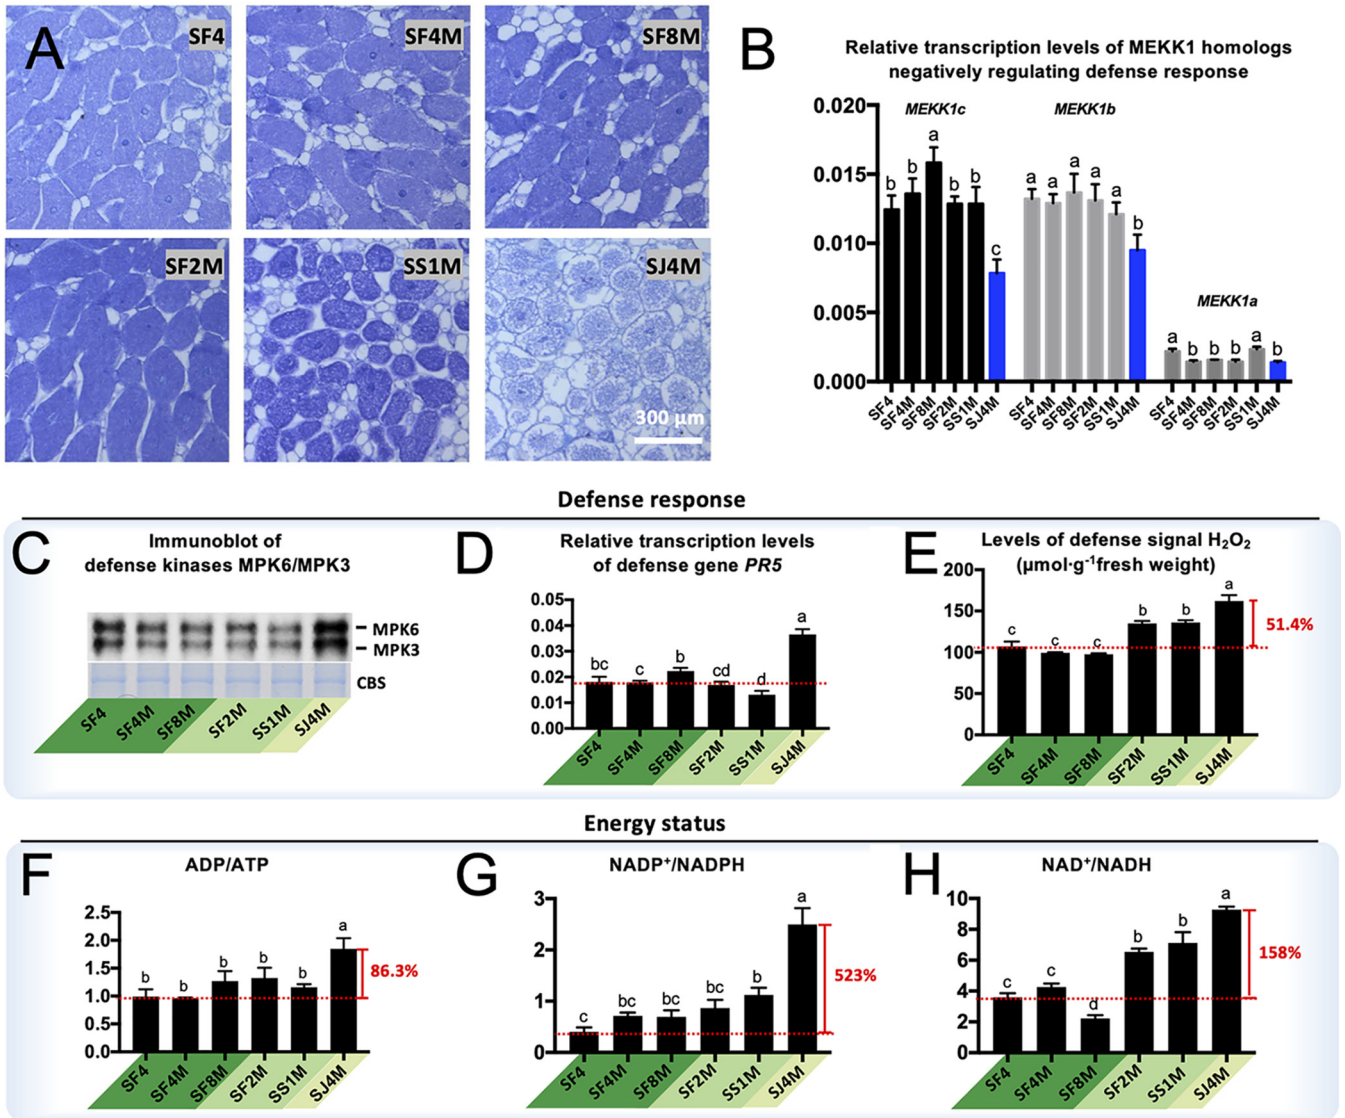 A
SF4
SF4M
SF8M
SF2M
SS1M
SJ4M
300 µm
B
Relative transcription levels of MEKK1 homologs
negatively regulating defense response
0.020
0.015
0.010
0.005
0.000
MEKK1c
MEKK1b
MEKK1a
b b a b b c
a a a a a b
a b b b a b
SF4 SF4M SF8M SF2M SS1M SJ4M
SF4 SF4M SF8M SF2M SS1M SJ4M
SF4 SF4M SF8M SF2M SS1M SJ4M
Defense response
C
Immunoblot of
defense kinases MPK6/MPK3
MPK6
MPK3
CBS
SF4 SF4M SF8M SF2M SS1M SJ4M
D
Relative transcription levels
of defense gene PR5
0.05
0.04
0.03
0.02
0.01
0.00
bc c b cd d a
SF4 SF4M SF8M SF2M SS1M SJ4M
E
Levels of defense signal H₂O₂
(µmol·g⁻¹fresh weight)
200
150
100
50
0
c c c b b a
51.4%
SF4 SF4M SF8M SF2M SS1M SJ4M
Energy status
F
ADP/ATP
2.5
2.0
1.5
1.0
0.5
0.0
b b b b b a
86.3%
SF4 SF4M SF8M SF2M SS1M SJ4M
G
NADP⁺/NADPH
3
2
1
0
c bc bc bc b a
523%
SF4 SF4M SF8M SF2M SS1M SJ4M
H
NAD⁺/NADH
10
8
6
4
2
0
c c d b b a
158%
SF4 SF4M SF8M SF2M SS1M SJ4M